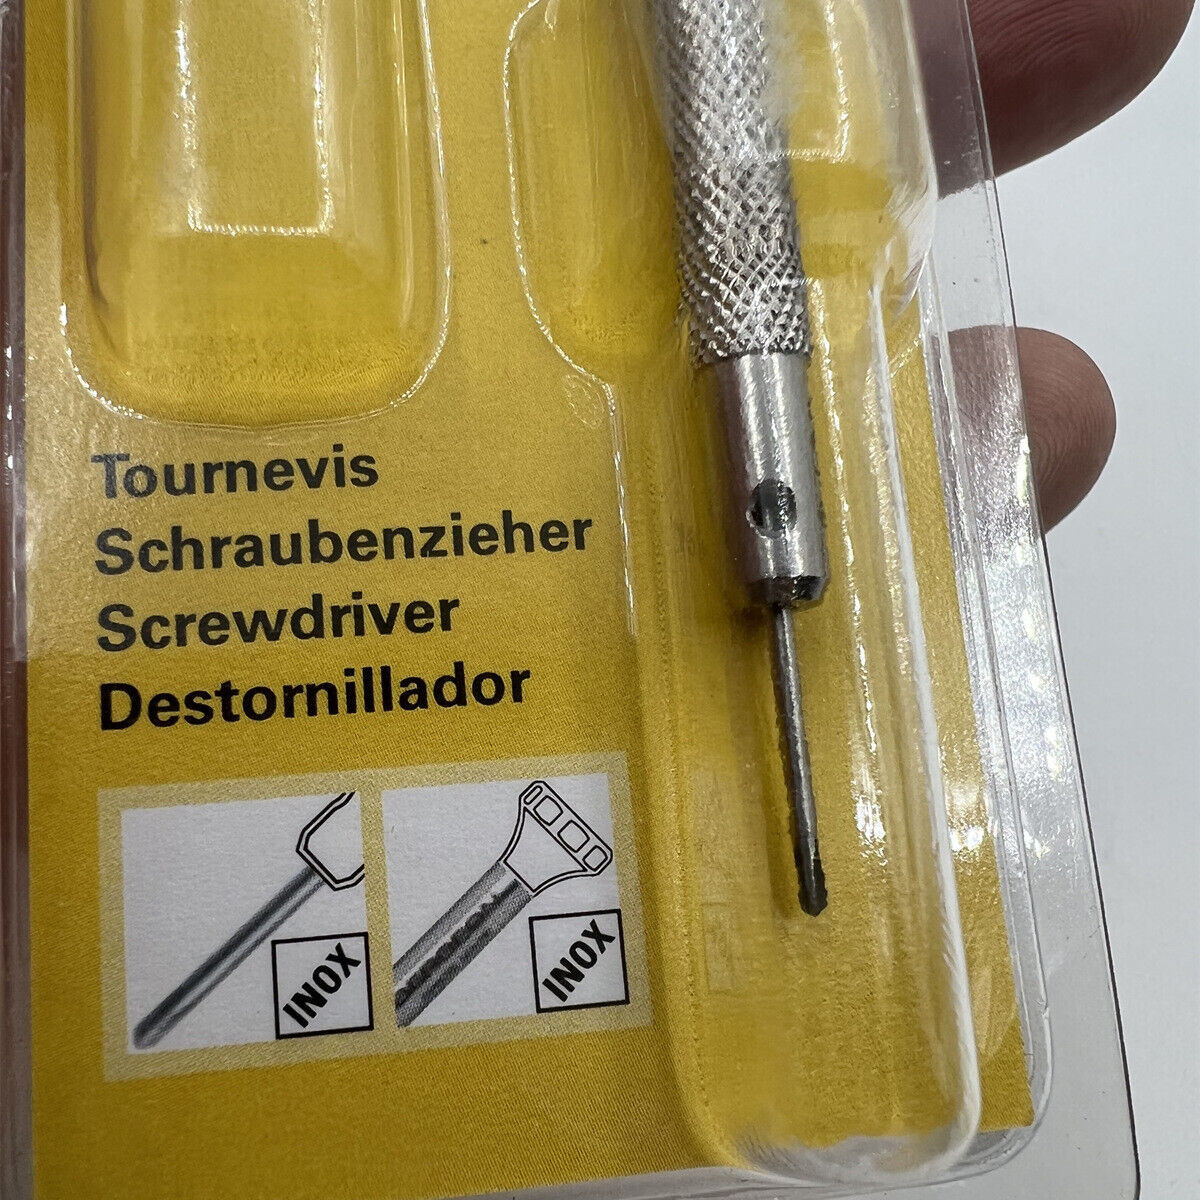 Tournevis
Schraubenzieher
Screwdriver
Destornillador
INOX
INOX